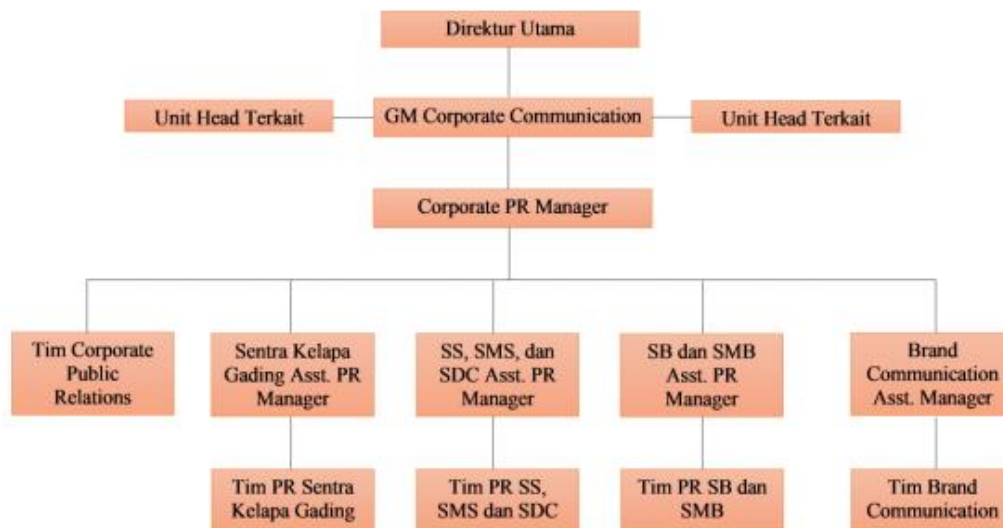 Direktur Utama
Unit Head Terkait
GM Corporate Communication
Unit Head Terkait
Corporate PR Manager
Tim Corporate
Public
Relations
Sentra Kelapa
Gading Asst. PR
Manager
SS, SMS, dan
SDC Asst. PR
Manager
SB dan SMB
Asst. PR
Manager
Brand
Communication
Asst. Manager
Tim PR Sentra
Kelapa Gading
Tim PR SS,
SMS dan SDC
Tim PR SB dan
SMB
Tim Brand
Communication